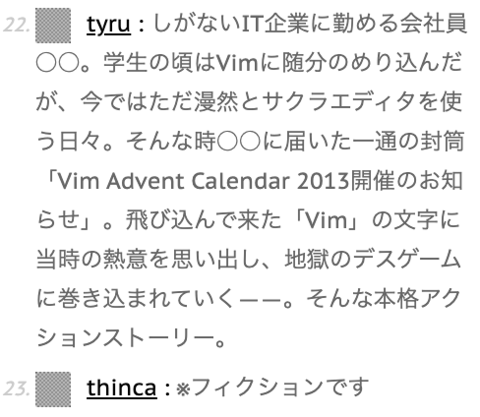 22. tyru : しがないIT企業に勤める会社員
○○。学生の頃はVimに随分のめり込んだ
が、今ではただ漫然とサクラエディタを使
う日々。そんな時○○に届いた一通の封筒
「Vim Advent Calendar 2013開催のお知
らせ」。飛び込んで来た「Vim」の文字に
当時の熱意を思い出し、地獄のデスゲーム
に巻き込まれていく——。そんな本格アク
ションストーリー。
23. thinca : ※フィクションです